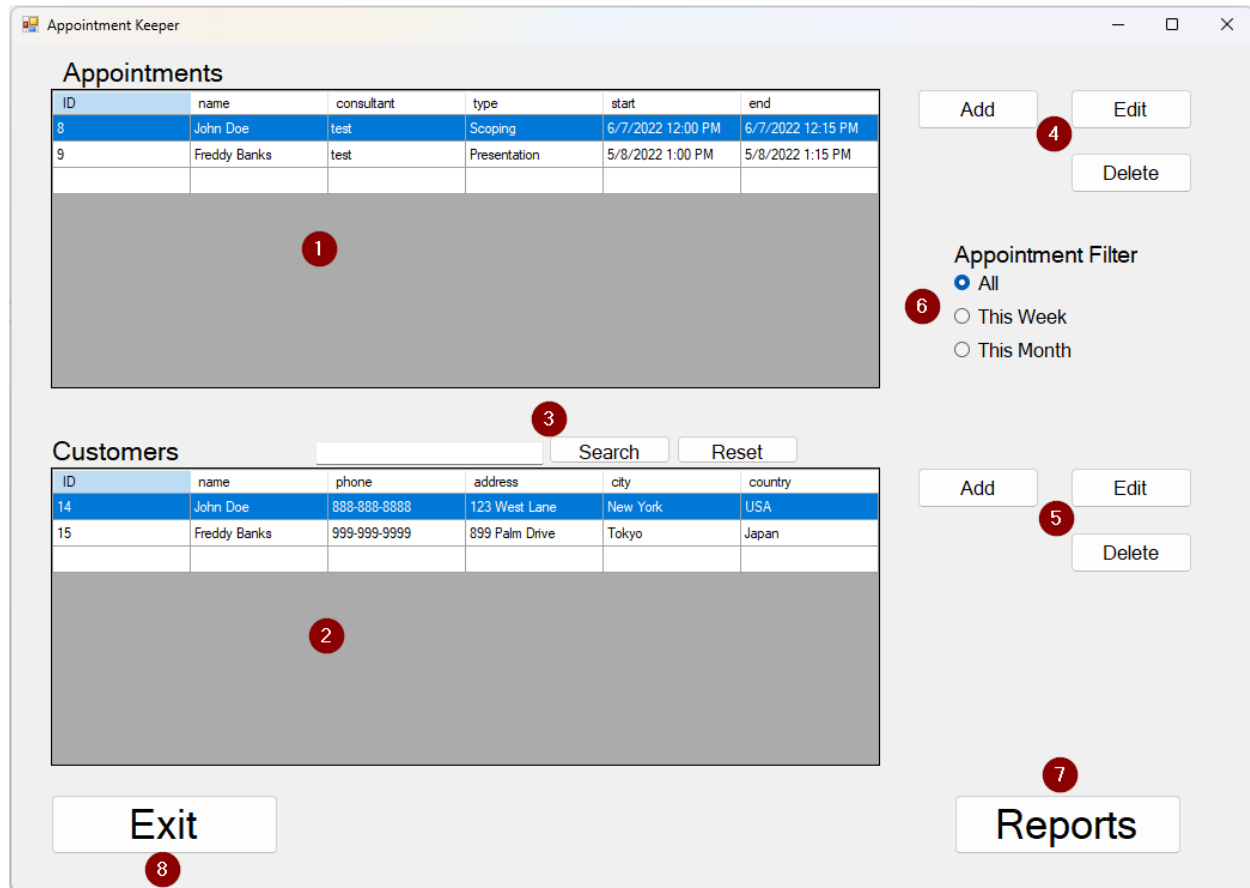 Appointment Keeper
Appointments
ID name consultant type start end
8 John Doe test Scoping 6/7/2022 12:00 PM 6/7/2022 12:15 PM
9 Freddy Banks test Presentation 5/8/2022 1:00 PM 5/8/2022 1:15 PM
1
Add Edit
4
Delete
Appointment Filter
All
6
This Week
This Month
3
Customers Search Reset
ID name phone address city country
14 John Doe 888-888-8888 123 West Lane New York USA
15 Freddy Banks 999-999-9999 899 Palm Drive Tokyo Japan
2
Add Edit
5
Delete
7
Exit Reports
8